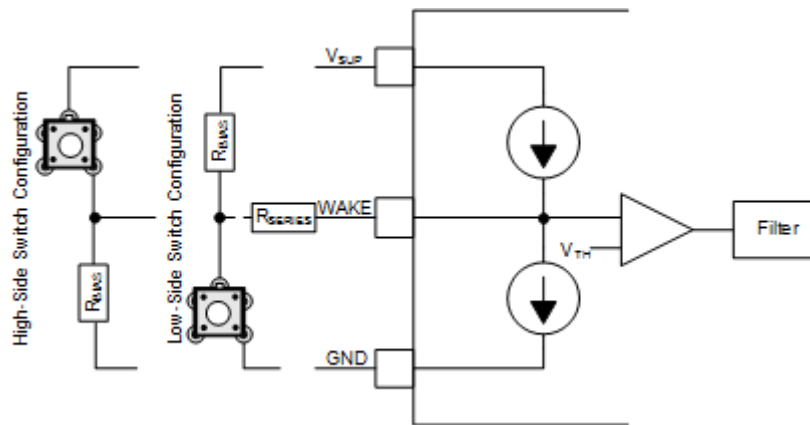 High-Side Switch Configuration
RBIAS
Low-Side Switch Configuration
RBIAS
RSERIES
VSUP
WAKE
GND
VTH
Filter